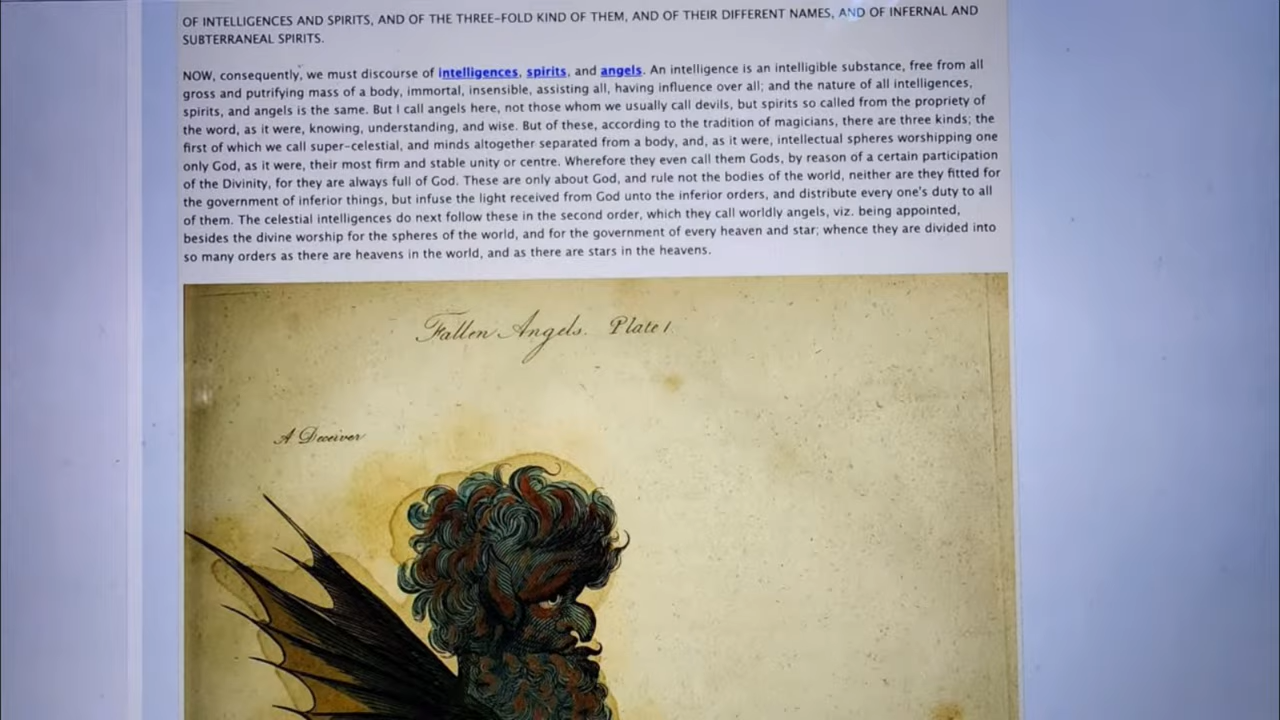 OF INTELLIGENCES AND SPIRITS, AND OF THE THREE-FOLD KIND OF THEM, AND OF THEIR DIFFERENT NAMES, AND OF INFERNAL AND
SUBTERRANEAL SPIRITS.
NOW, consequently, we must discourse of intelligences, spirits, and angels. An intelligence is an intelligible substance, free from all
gross and putrifying mass of a body, immortal, insensible, assisting all, having influence over all; and the nature of all intelligences,
spirits, and angels is the same. But I call angels here, not those whom we usually call devils, but spirits so called from the propriety of
the word, as it were, knowing, understanding, and wise. But of these, according to the tradition of magicians, there are three kinds; the
first of which we call super-celestial, and minds altogether separated from a body, and, as it were, intellectual spheres worshipping one
only God, as it were, their most firm and stable unity or centre. Wherefore they even call them Gods, by reason of a certain participation
of the Divinity, for they are always full of God. These are only about God, and rule not the bodies of the world, neither are they fitted for
the government of inferior things, but infuse the light received from God unto the inferior orders, and distribute every one's duty to all
of them. The celestial intelligences do next follow these in the second order, which they call worldly angels, viz. being appointed,
besides the divine worship for the spheres of the world, and for the government of every heaven and star; whence they are divided into
so many orders as there are heavens in the world, and as there are stars in the heavens.
Fallen Angels. Plate 1.
A Deceiver